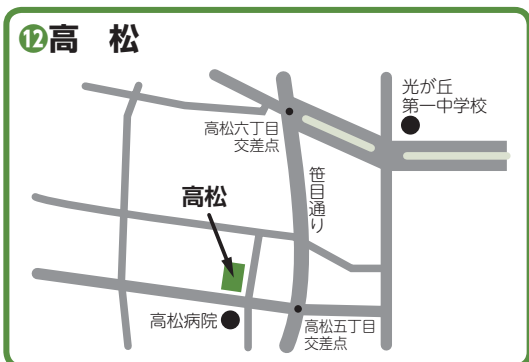 ⑫高 松
光が丘
第一中学校
高松六丁目
交差点
笹目通り
高松
高松病院
高松五丁目
交差点